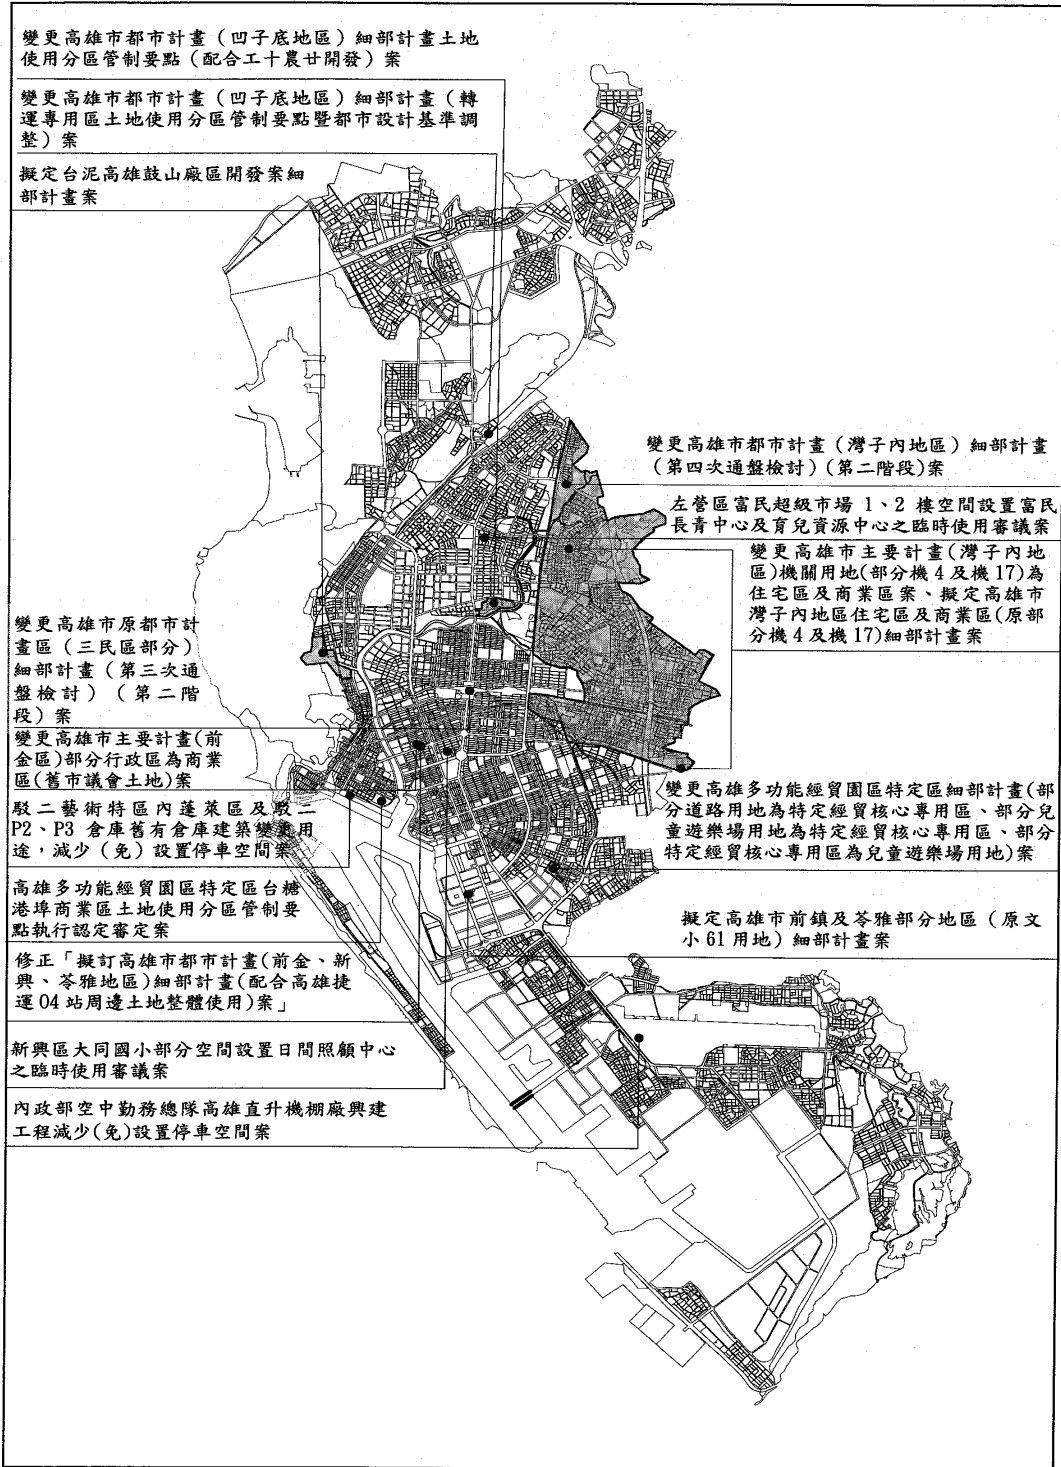 變更高雄市都市計畫（凹子底地區）細部計畫土地
使用分區管制要點（配合工十農廿開發）案
變更高雄市都市計畫（凹子底地區）細部計畫（轉
運專用區土地使用分區管制要點暨都市設計基準調
整）案
擬定台泥高雄鼓山廠區開發案細
部計畫案
變更高雄市都市計畫（灣子內地區）細部計畫
（第四次通盤檢討）(第二階段)案
左營區富民超級市場 1、2 樓空間設置富民
長青中心及育兒資源中心之臨時使用審議案
變更高雄市主要計畫(灣子內地
區)機關用地(部分機 4 及機 17)為
住宅區及商業區案、擬定高雄市
灣子內地區住宅區及商業區(原部
分機 4 及機 17)細部計畫案
變更高雄市原都市計
畫區（三民區部分）
細部計畫（第三次通
盤檢討）（第二階
段）案
變更高雄市主要計畫(前
金區)部分行政區為商業
區(舊市議會土地)案
駁二藝術特區內蓬萊區及駁二
P2、P3 倉庫舊有倉庫建築變更用
途，減少（免）設置停車空間案
高雄多功能經貿園區特定區台糖
港埠商業區土地使用分區管制要
點執行認定審定案
修正「擬訂高雄市都市計畫(前金、新
興、苓雅地區)細部計畫(配合高雄捷
運 O4 站周邊土地整體使用)案」
新興區大同國小部分空間設置日間照顧中心
之臨時使用審議案
內政部空中勤務總隊高雄直升機棚廠興建
工程減少(免)設置停車空間案
變更高雄多功能經貿園區特定區細部計畫(部
分道路用地為特定經貿核心專用區、部分兒
童遊樂場用地為特定經貿核心專用區、部分
特定經貿核心專用區為兒童遊樂場用地)案
擬定高雄市前鎮及苓雅部分地區（原文
小 61 用地）細部計畫案